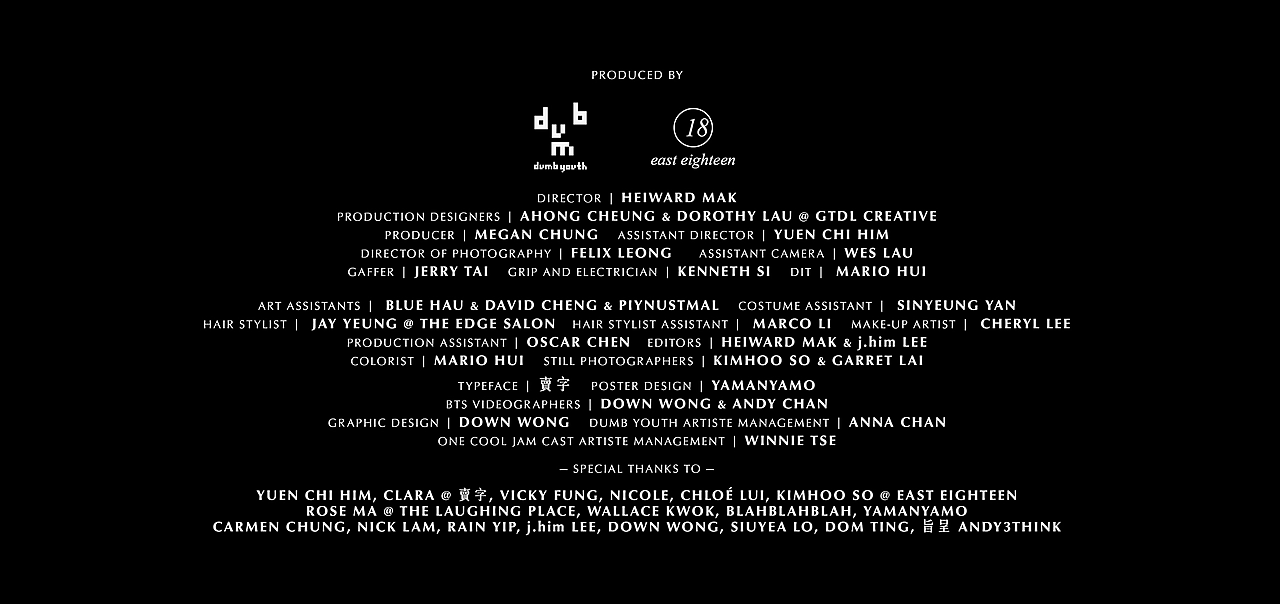 PRODUCED BY
dumb
dumb youth
18
east eighteen
DIRECTOR | HEIWARD MAK
PRODUCTION DESIGNERS | AHONG CHEUNG & DOROTHY LAU @ GTDL CREATIVE
PRODUCER | MEGAN CHUNG ASSISTANT DIRECTOR | YUEN CHI HIM
DIRECTOR OF PHOTOGRAPHY | FELIX LEONG ASSISTANT CAMERA | WES LAU
GAFFER | JERRY TAI GRIP AND ELECTRICIAN | KENNETH SI DIT | MARIO HUI
ART ASSISTANTS | BLUE HAU & DAVID CHENG & PIYNUSTMAL COSTUME ASSISTANT | SINYEUNG YAN
HAIR STYLIST | JAY YEUNG @ THE EDGE SALON HAIR STYLIST ASSISTANT | MARCO LI MAKE-UP ARTIST | CHERYL LEE
PRODUCTION ASSISTANT | OSCAR CHEN EDITORS | HEIWARD MAK & j.him LEE
COLORIST | MARIO HUI STILL PHOTOGRAPHERS | KIMHOO SO & GARRET LAI
TYPEFACE | 賣字 POSTER DESIGN | YAMANYAMO
BTS VIDEOGRAPHERS | DOWN WONG & ANDY CHAN
GRAPHIC DESIGN | DOWN WONG DUMB YOUTH ARTISTE MANAGEMENT | ANNA CHAN
ONE COOL JAM CAST ARTISTE MANAGEMENT | WINNIE TSE
— SPECIAL THANKS TO —
YUEN CHI HIM, CLARA @ 賣字, VICKY FUNG, NICOLE, CHLOÉ LUI, KIMHOO SO @ EAST EIGHTEEN
ROSE MA @ THE LAUGHING PLACE, WALLACE KWOK, BLAHBLAHBLAH, YAMANYAMO
CARMEN CHUNG, NICK LAM, RAIN YIP, j.him LEE, DOWN WONG, SIUYEA LO, DOM TING, 旨呈 ANDY3THINK